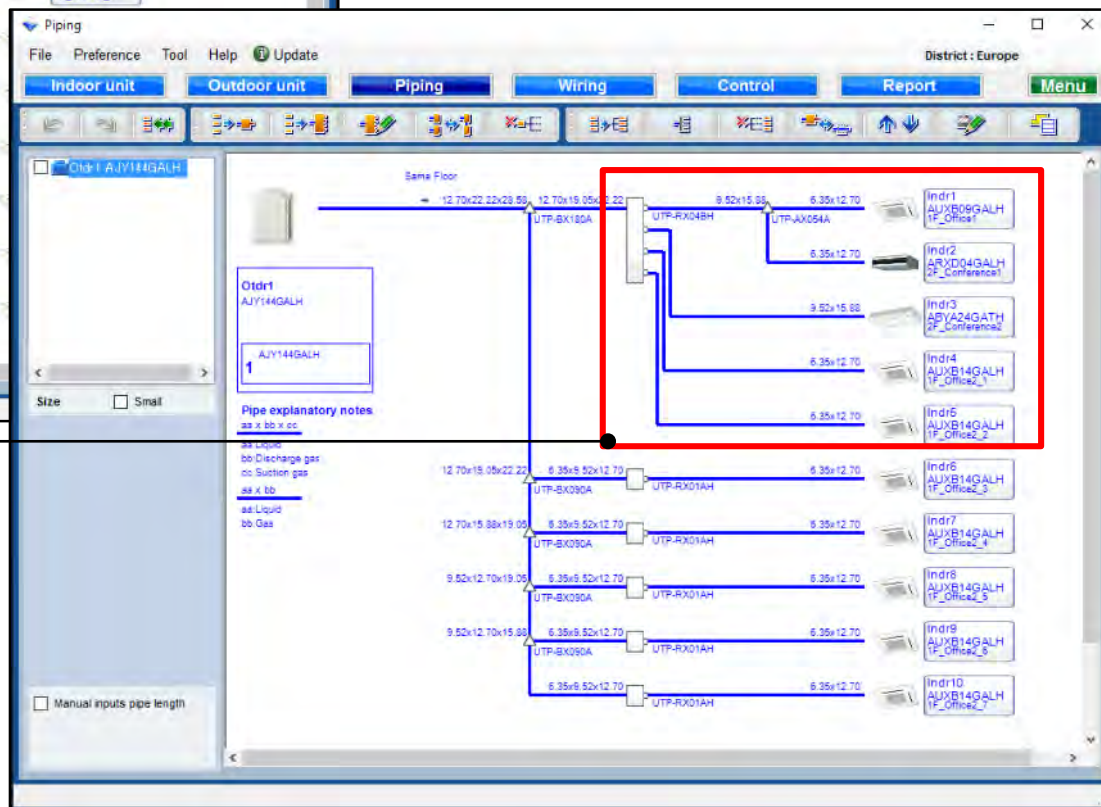 Piping
File Preference Tool Help Update District : Europe
Indoor unit Outdoor unit Piping Wiring Control Report Menu
Otdr1 AJY144GALH
Size Small
Manual inputs pipe length
Same Floor
12.70x22.22x28.58 12.70x19.05x22.22 9.52x15.88 6.35x12.70
UTP-BX180A UTP-RX04BH UTP-AX054A
Indr1
AUXB09GALH
1F_Office1
6.35x12.70
Indr2
ARXD04GALH
2F_Conference1
9.52x15.88
Indr3
ABYA24GATH
2F_Conference2
6.35x12.70
Indr4
AUXB14GALH
1F_Office2_1
6.35x12.70
Indr5
AUXB14GALH
1F_Office2_2
Otdr1
AJY144GALH
AJY144GALH
1
Pipe explanatory notes
aa x bb x cc
aa:Liquid
bb:Discharge gas
cc:Suction gas
aa x bb
aa:Liquid
bb:Gas
12.70x19.05x22.22 6.35x9.52x12.70 6.35x12.70
UTP-BX090A UTP-RX01AH
Indr6
AUXB14GALH
1F_Office2_3
12.70x15.88x19.05 6.35x9.52x12.70 6.35x12.70
UTP-BX090A UTP-RX01AH
Indr7
AUXB14GALH
1F_Office2_4
9.52x12.70x19.05 6.35x9.52x12.70 6.35x12.70
UTP-BX090A UTP-RX01AH
Indr8
AUXB14GALH
1F_Office2_5
9.52x12.70x15.88 6.35x9.52x12.70 6.35x12.70
UTP-BX090A UTP-RX01AH
Indr9
AUXB14GALH
1F_Office2_6
6.35x9.52x12.70 6.35x12.70
UTP-RX01AH
Indr10
AUXB14GALH
1F_Office2_7